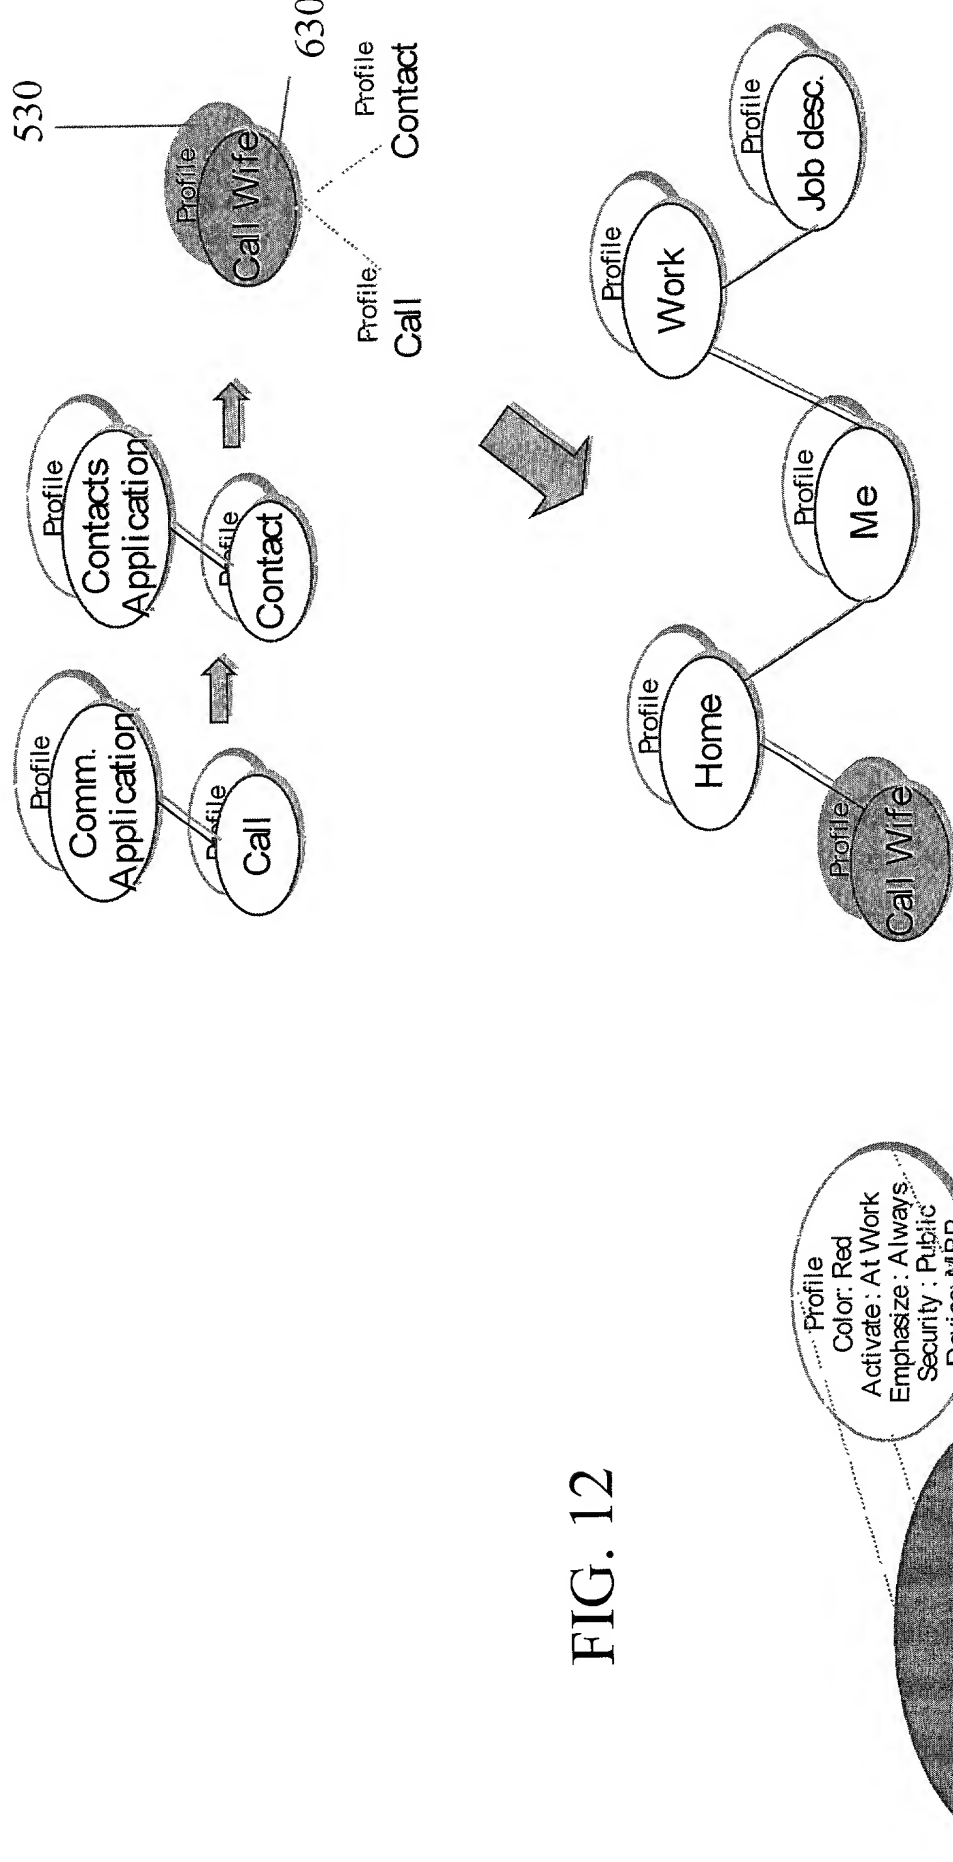 530
Profile
Comm.
Application
Profile
Contacts
Application
Profile
Call Wife
630
Profile
Call
Profile
Contact
Profile
Call
Profile
Contact
FIG. 12
Profile
Home
Profile
Work
Profile
Job desc.
Profile
Me
Profile
Call Wife
Profile
Color: Red
Activate : At Work
Emphasize : Always
Security : Public